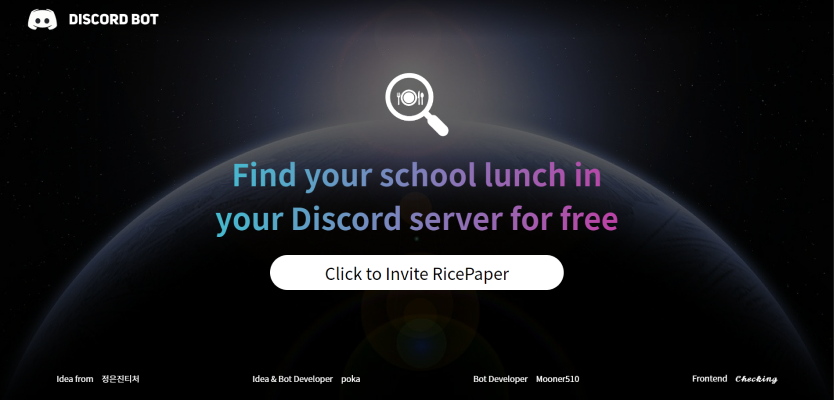 DISCORD BOT
Find your school lunch in
your Discord server for free
Click to Invite RicePaper
Idea from 정은진티처 Idea & Bot Developer poka Bot Developer Mooner510 Frontend Checking